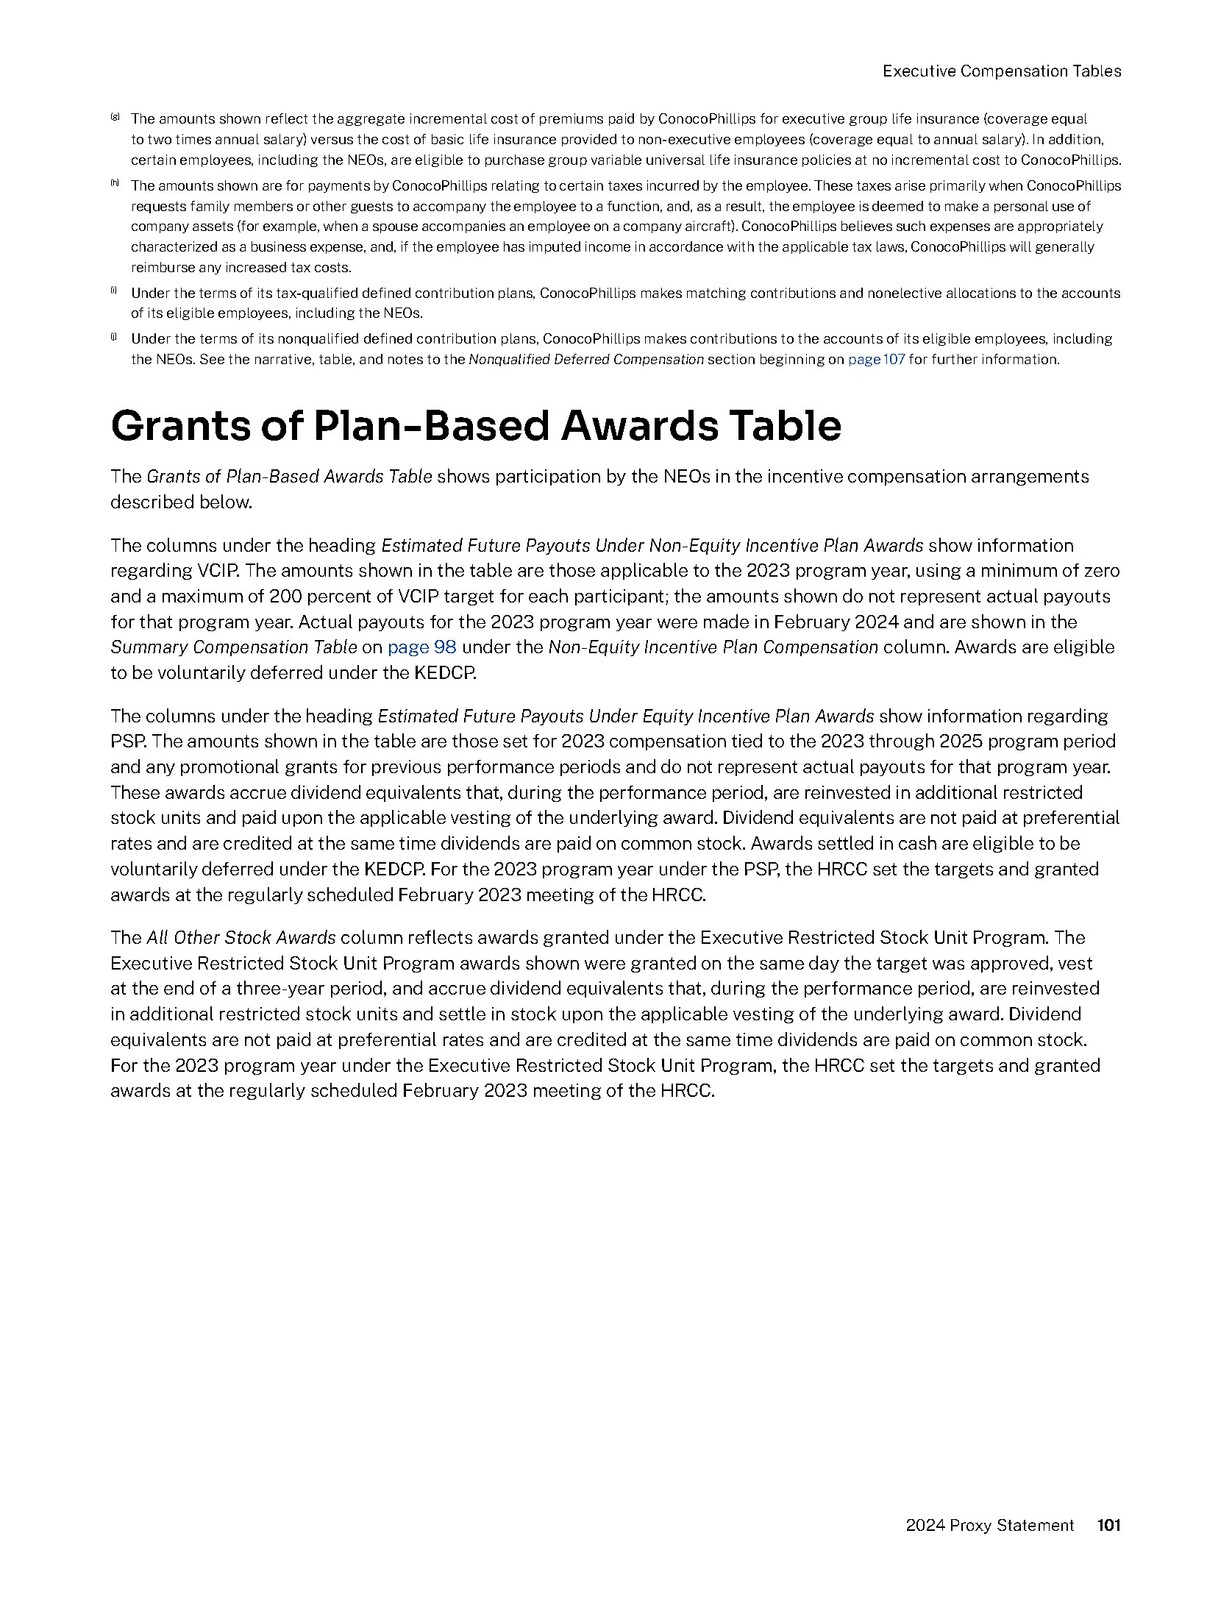 Executive Compensation Tables
(g) The amounts shown reflect the aggregate incremental cost of premiums paid by ConocoPhillips for executive group life insurance (coverage equal
to two times annual salary) versus the cost of basic life insurance provided to non-executive employees (coverage equal to annual salary). In addition,
certain employees, including the NEOs, are eligible to purchase group variable universal life insurance policies at no incremental cost to ConocoPhillips.
(h) The amounts shown are for payments by ConocoPhillips relating to certain taxes incurred by the employee. These taxes arise primarily when ConocoPhillips
requests family members or other guests to accompany the employee to a function, and, as a result, the employee is deemed to make a personal use of
company assets (for example, when a spouse accompanies an employee on a company aircraft). ConocoPhillips believes such expenses are appropriately
characterized as a business expense, and, if the employee has imputed income in accordance with the applicable tax laws, ConocoPhillips will generally
reimburse any increased tax costs.
(i) Under the terms of its tax-qualified defined contribution plans, ConocoPhillips makes matching contributions and nonelective allocations to the accounts
of its eligible employees, including the NEOs.
(j) Under the terms of its nonqualified defined contribution plans, ConocoPhillips makes contributions to the accounts of its eligible employees, including
the NEOs. See the narrative, table, and notes to the Nonqualified Deferred Compensation section beginning on page 107 for further information.
Grants of Plan-Based Awards Table
The Grants of Plan-Based Awards Table shows participation by the NEOs in the incentive compensation arrangements
described below.
The columns under the heading Estimated Future Payouts Under Non-Equity Incentive Plan Awards show information
regarding VCIP. The amounts shown in the table are those applicable to the 2023 program year, using a minimum of zero
and a maximum of 200 percent of VCIP target for each participant; the amounts shown do not represent actual payouts
for that program year. Actual payouts for the 2023 program year were made in February 2024 and are shown in the
Summary Compensation Table on page 98 under the Non-Equity Incentive Plan Compensation column. Awards are eligible
to be voluntarily deferred under the KEDCP.
The columns under the heading Estimated Future Payouts Under Equity Incentive Plan Awards show information regarding
PSP. The amounts shown in the table are those set for 2023 compensation tied to the 2023 through 2025 program period
and any promotional grants for previous performance periods and do not represent actual payouts for that program year.
These awards accrue dividend equivalents that, during the performance period, are reinvested in additional restricted
stock units and paid upon the applicable vesting of the underlying award. Dividend equivalents are not paid at preferential
rates and are credited at the same time dividends are paid on common stock. Awards settled in cash are eligible to be
voluntarily deferred under the KEDCP. For the 2023 program year under the PSP, the HRCC set the targets and granted
awards at the regularly scheduled February 2023 meeting of the HRCC.
The All Other Stock Awards column reflects awards granted under the Executive Restricted Stock Unit Program. The
Executive Restricted Stock Unit Program awards shown were granted on the same day the target was approved, vest
at the end of a three-year period, and accrue dividend equivalents that, during the performance period, are reinvested
in additional restricted stock units and settle in stock upon the applicable vesting of the underlying award. Dividend
equivalents are not paid at preferential rates and are credited at the same time dividends are paid on common stock.
For the 2023 program year under the Executive Restricted Stock Unit Program, the HRCC set the targets and granted
awards at the regularly scheduled February 2023 meeting of the HRCC.
2024 Proxy Statement 101